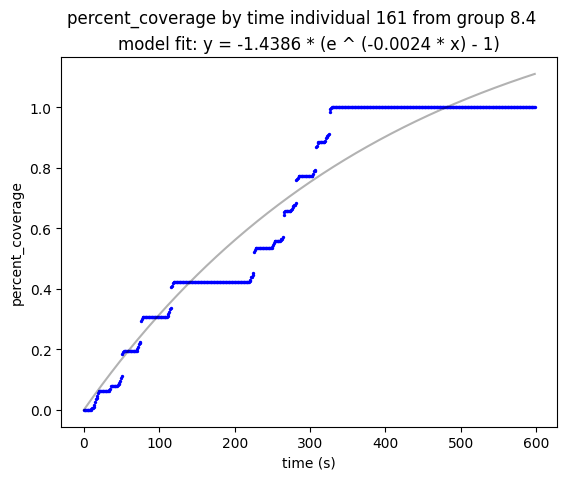 percent_coverage by time individual 161 from group 8.4
model fit: y = -1.4386 * (e ^ (-0.0024 * x) - 1)
percent_coverage
1.0
0.8
0.6
0.4
0.2
0.0
0 100 200 300 400 500 600
time (s)